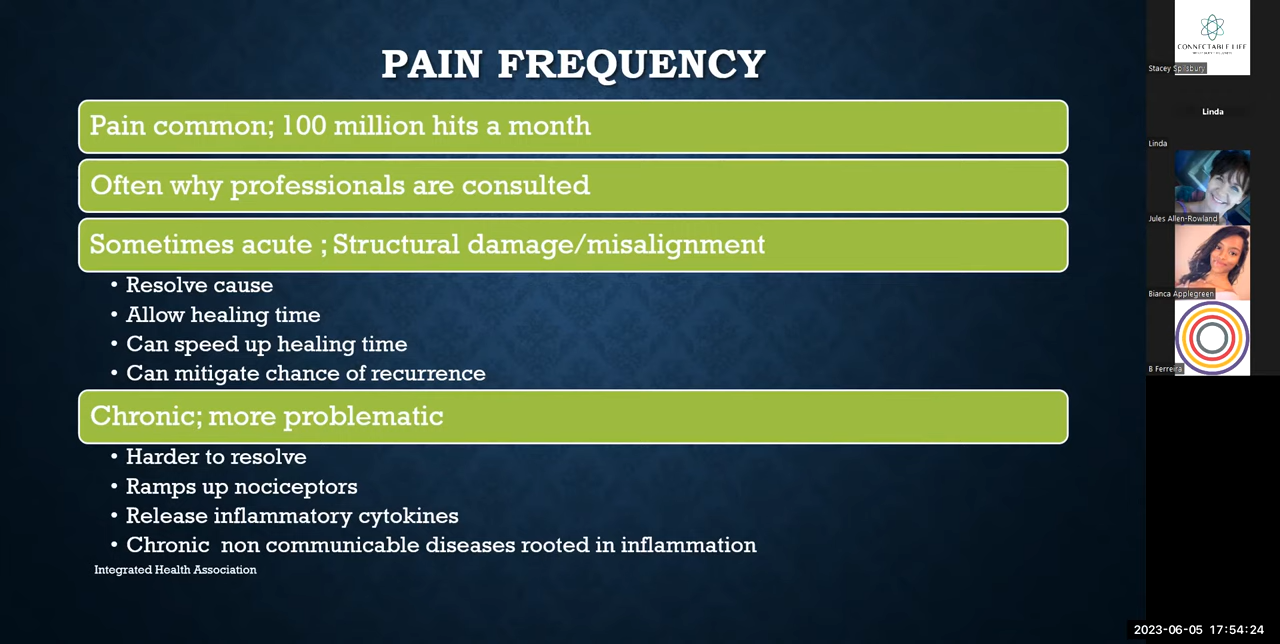 PAIN FREQUENCY
Pain common; 100 million hits a month
Often why professionals are consulted
Sometimes acute ; Structural damage/misalignment
• Resolve cause
• Allow healing time
• Can speed up healing time
• Can mitigate chance of recurrence
Chronic; more problematic
• Harder to resolve
• Ramps up nociceptors
• Release inflammatory cytokines
• Chronic  non communicable diseases rooted in inflammation
Integrated Health Association
CONNECTABLE LIFE
Stacey Spilsbury
Linda
Linda
Jules Allen-Rowland
Bianca Applegreen
B Ferreira
2023-06-05 17:54:24